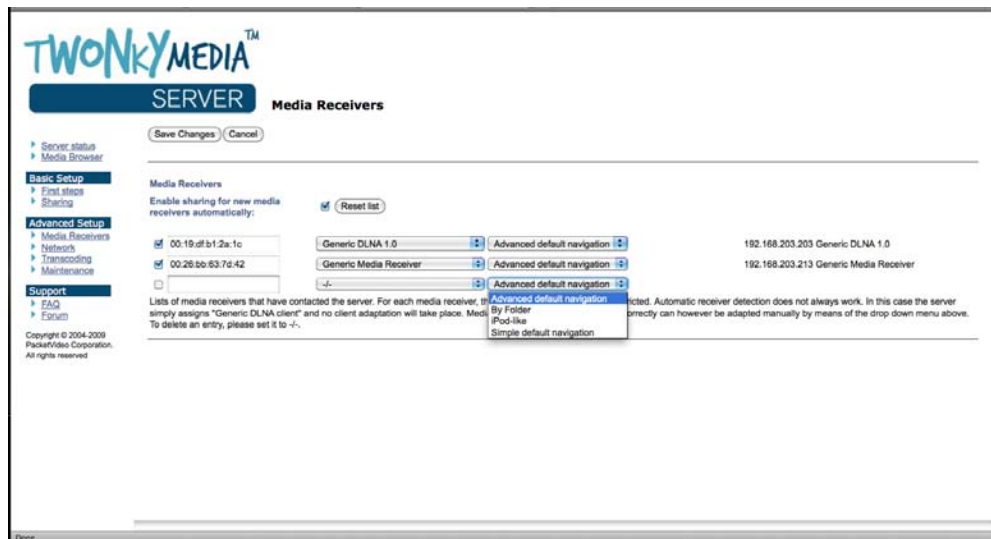 TWONKYMEDIA™
SERVER
Media Receivers
Save Changes Cancel
Server status
Media Browser
Basic Setup
First steps
Sharing
Advanced Setup
Media Receivers
Network
Transcoding
Maintenance
Support
FAQ
Forum
Copyright © 2004-2009
PacketVideo Corporation.
All rights reserved
Media Receivers
Enable sharing for new media
receivers automatically:
Reset list
00:19:df:b1:2a:1c Generic DLNA 1.0 Advanced default navigation 192.168.203.203 Generic DLNA 1.0
00:26:bb:63:7d:42 Generic Media Receiver Advanced default navigation 192.168.203.213 Generic Media Receiver
-/- Advanced default navigation
Advanced default navigation
By Folder
iPod-like
Simple default navigation
Lists of media receivers that have contacted the server. For each media receiver, icted. Automatic receiver detection does not always work. In this case the server
simply assigns "Generic DLNA client" and no client adaptation will take place. orrectly can however be adapted manually by means of the drop down menu above.
To delete an entry, please set it to -/-.